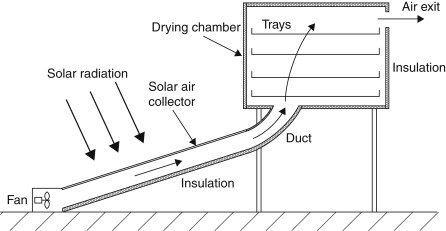 Air exit
Drying chamber
Trays
Solar radiation
Insulation
Solar air
collector
Duct
Insulation
Fan